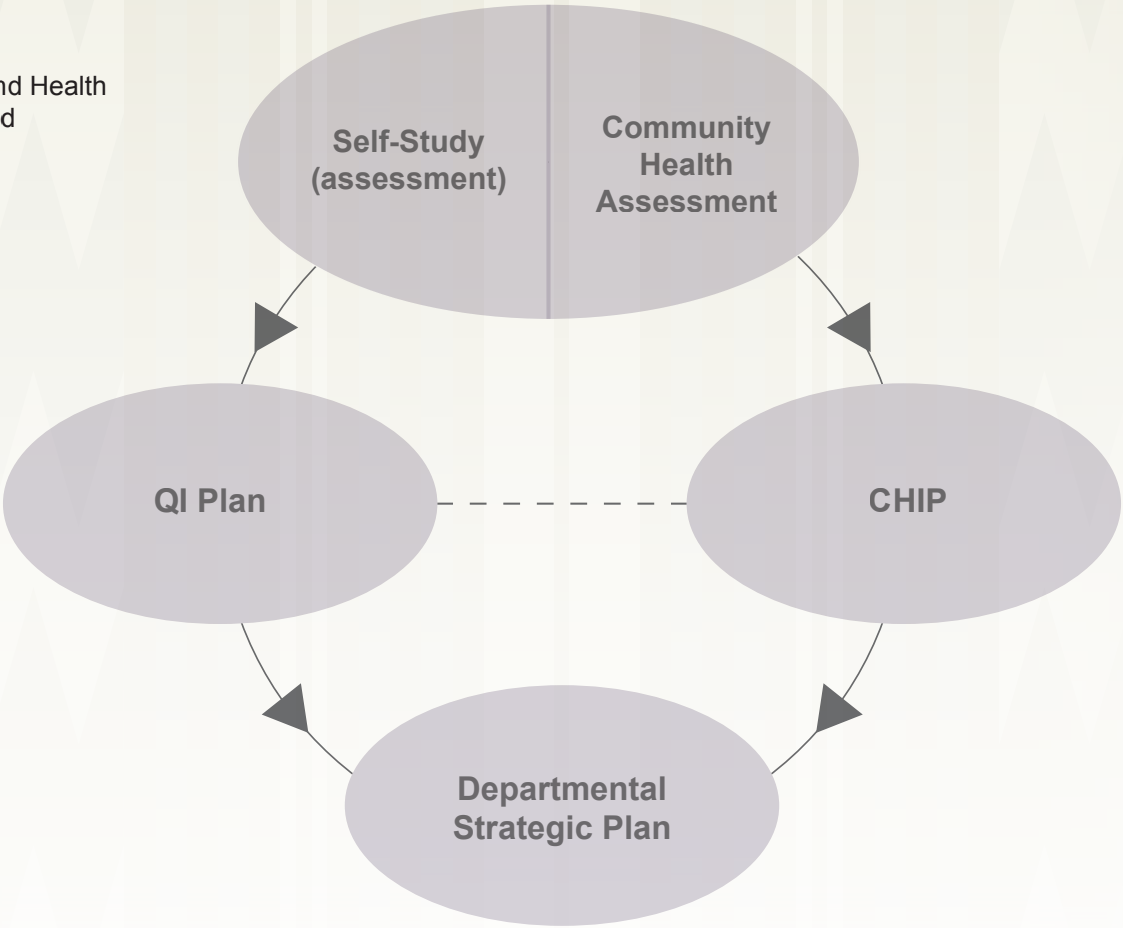 nd Health
d
Self-Study
(assessment)
Community
Health
Assessment
QI Plan
CHIP
Departmental
Strategic Plan